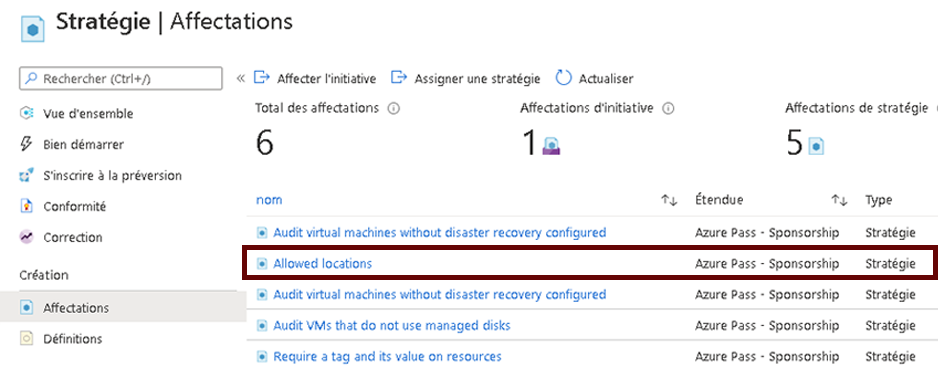 Stratégie | Affectations
Rechercher (Ctrl+/)
«
Affecter l'initiative
Assigner une stratégie
Actualiser
Vue d'ensemble
Bien démarrer
S'inscrire à la préversion
Conformité
Correction
Création
Affectations
Définitions
Total des affectations
6
Affectations d'initiative
1
Affectations de stratégie
5
nom ↑↓ Étendue ↑↓ Type
Audit virtual machines without disaster recovery configured Azure Pass - Sponsorship Stratégie
Allowed locations Azure Pass - Sponsorship Stratégie
Audit virtual machines without disaster recovery configured Azure Pass - Sponsorship Stratégie
Audit VMs that do not use managed disks Azure Pass - Sponsorship Stratégie
Require a tag and its value on resources Azure Pass - Sponsorship Stratégie